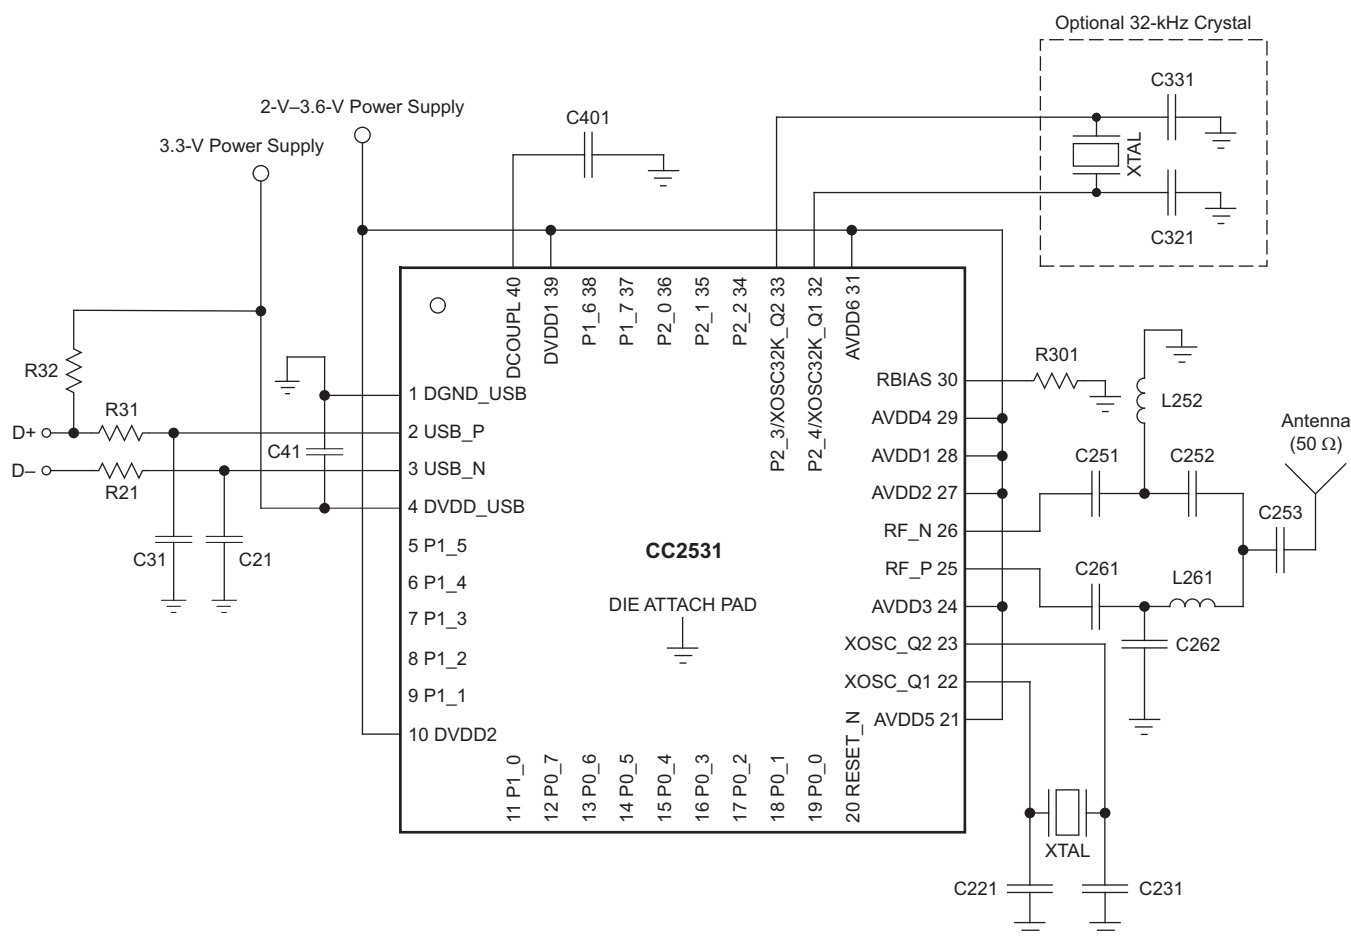 Optional 32-kHz Crystal
C331
XTAL
C321
2-V–3.6-V Power Supply
3.3-V Power Supply
C401
DCOUPL 40
DVDD1 39
P1_6 38
P1_7 37
P2_0 36
P2_1 35
P2_2 34
P2_3/XOSC32K_Q2 33
P2_4/XOSC32K_Q1 32
AVDD6 31
R32
R31
D+
D–
R21
C41
C31
C21
1 DGND_USB
2 USB_P
3 USB_N
4 DVDD_USB
5 P1_5
6 P1_4
7 P1_3
8 P1_2
9 P1_1
10 DVDD2
CC2531
DIE ATTACH PAD
RBIAS 30
AVDD4 29
AVDD1 28
AVDD2 27
RF_N 26
RF_P 25
AVDD3 24
XOSC_Q2 23
XOSC_Q1 22
AVDD5 21
R301
L252
Antenna
(50 Ω)
C251
C252
C253
C261
L261
C262
11 P1_0
12 P0_7
13 P0_6
14 P0_5
15 P0_4
16 P0_3
17 P0_2
18 P0_1
19 P0_0
20 RESET_N
XTAL
C221
C231